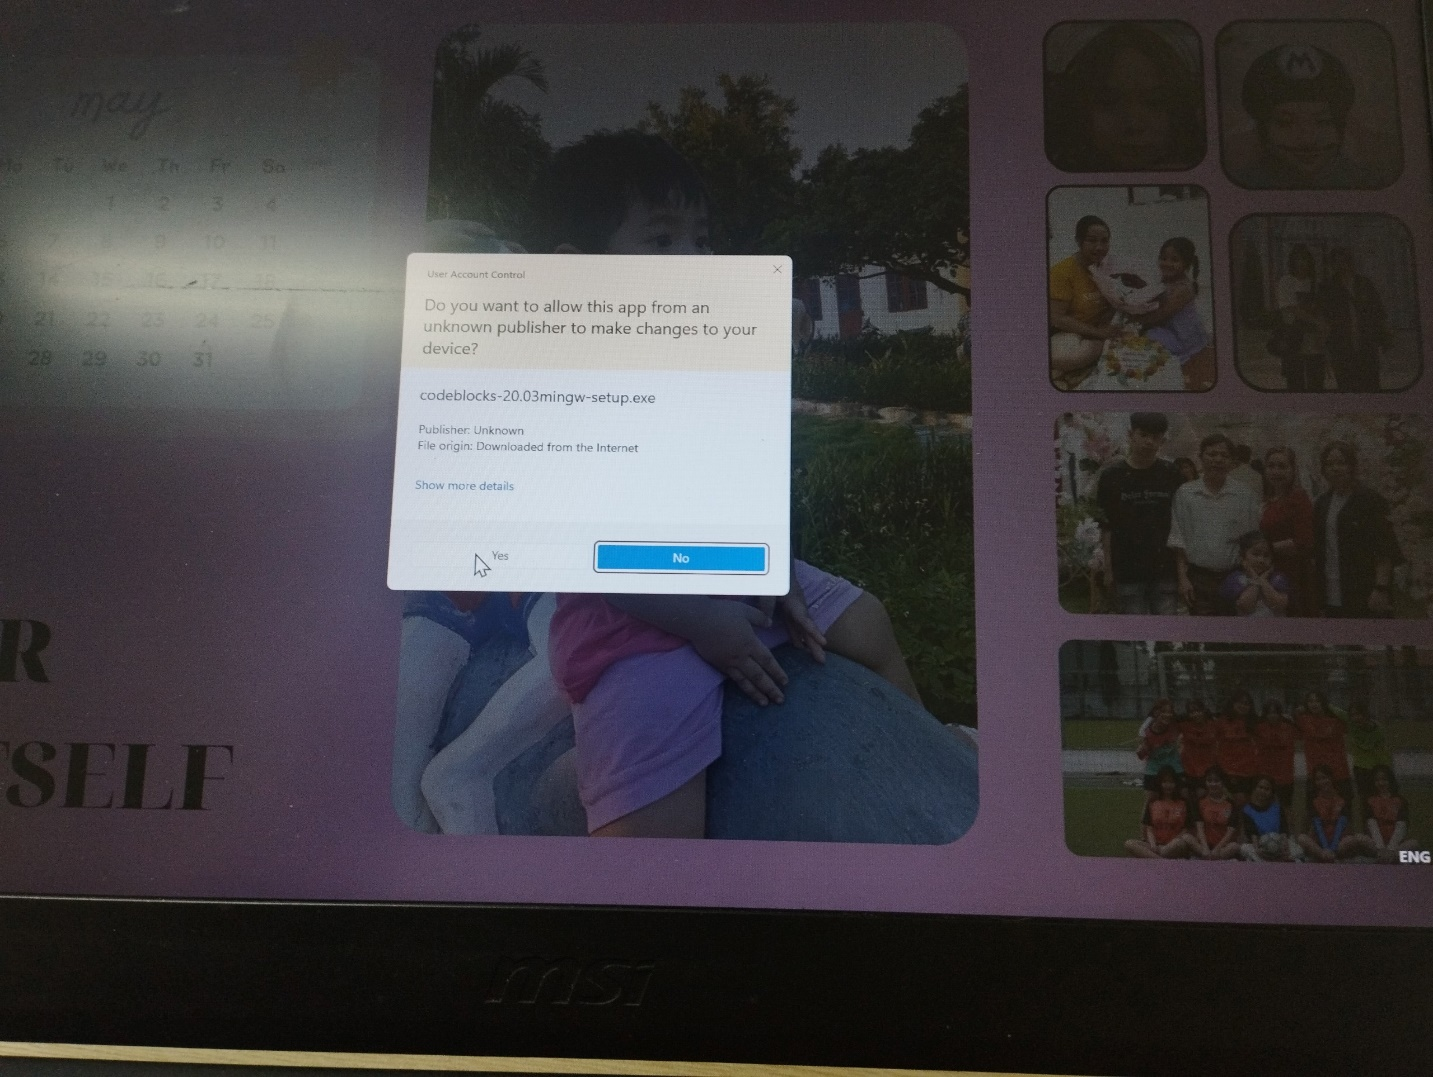 may
Mo Tu We Th Fr Sa
1 2 3 4
7 8 9 10 11
14 15 16 17 18
21 22 23 24 25
28 29 30 31
R
TSELF
User Account Control
Do you want to allow this app from an
unknown publisher to make changes to your
device?
codeblocks-20.03mingw-setup.exe
Publisher: Unknown
File origin: Downloaded from the Internet
Show more details
Yes
No
M
ENG
msi